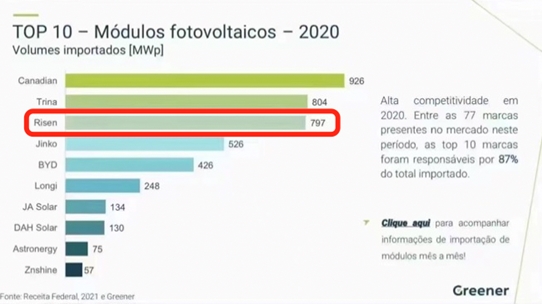 TOP 10 – Módulos fotovoltaicos – 2020
Volumes importados [MWp]
Canadian 926
Trina 804
Risen 797
Jinko 526
BYD 426
Longi 248
JA Solar 134
DAH Solar 130
Astronergy 75
Znshine 57
Alta competitividade em
2020. Entre as 77 marcas
presentes no mercado neste
período, as top 10 marcas
foram responsáveis por 87%
do total importado.
Clique aqui para acompanhar
informações de importação de
módulos mês a mês!
Fonte: Receita Federal, 2021 e Greener
Greener